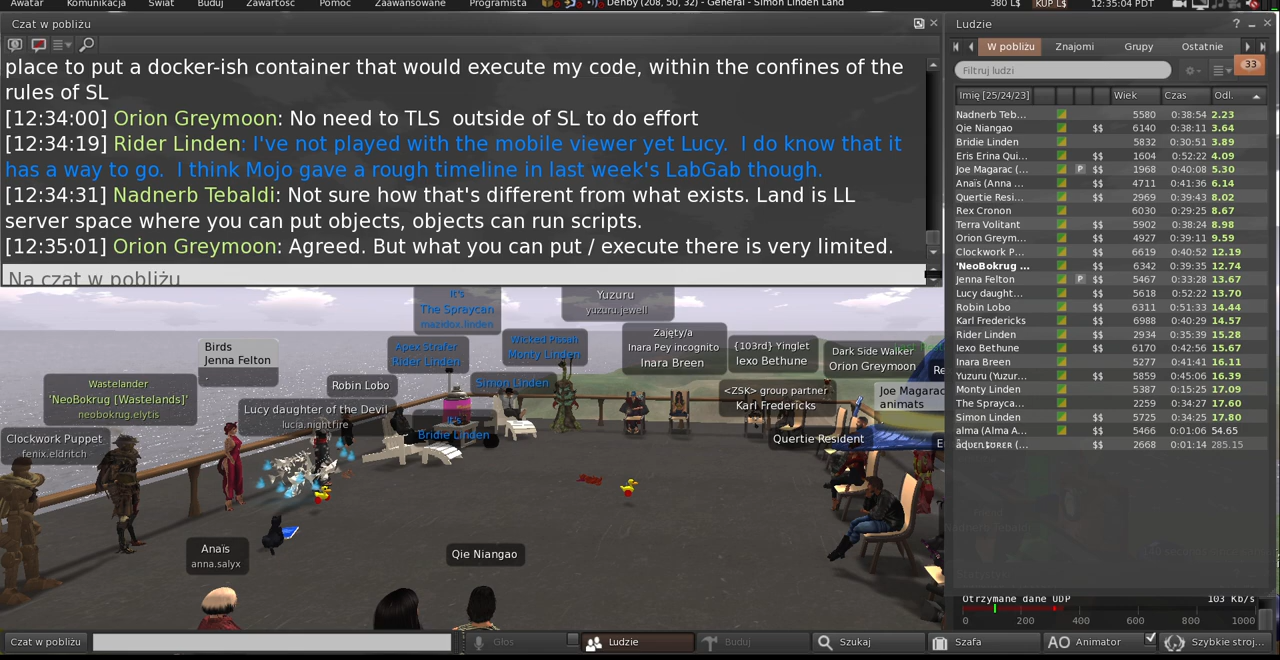 Awatar Komunikacja Świat Buduj Zawartość Pomoc Zaawansowane Programista Denby (208, 50, 32) - General - Simon Linden Land 380 L$ KUP L$ 12:35:04 PDT
Czat w pobliżu
place to put a docker-ish container that would execute my code, within the confines of the
rules of SL
[12:34:00] Orion Greymoon: No need to TLS outside of SL to do effort
[12:34:19] Rider Linden: I've not played with the mobile viewer yet Lucy. I do know that it
has a way to go. I think Mojo gave a rough timeline in last week's LabGab though.
[12:34:31] Nadnerb Tebaldi: Not sure how that's different from what exists. Land is LL
server space where you can put objects, objects can run scripts.
[12:35:01] Orion Greymoon: Agreed. But what you can put / execute there is very limited.
Na czat w pobliżu
It's
The Spraycan
mazidox.linden
Yuzuru
yuzuru.jewell
Birds
Jenna Felton
.
Apex Strafer
Rider Linden
Wicked Pissah
Monty Linden
Zajęty/a
Inara Pey incognito
Inara Breen
{103rd} Yinglet
Iexo Bethune
Dark Side Walker
Orion Greymoon
Wastelander
'NeoBokrug [Wastelands]'
neobokrug.elytis
Robin Lobo
Simon Linden
<ZSK> group partner
Karl Fredericks
Joe Magarac
animats
Lucy daughter of the Devil
lucia.nightfire
It's
Bridie Linden
Quertie Resident
Clockwork Puppet
fenix.eldritch
Anaïs
anna.salyx
Qie Niangao
Ludzie
W pobliżu Znajomi Grupy Ostatnie
Filtruj ludzi
33
Imię [25/24/23] Wiek Czas Odl.
Nadnerb Teb... 5580 0:38:54 2.23
Qie Niangao $$ 6140 0:38:11 3.64
Bridie Linden 5832 0:30:51 3.89
Eris Erina Qui... $$ 1604 0:52:22 4.09
Joe Magarac (... P $$ 1968 0:40:08 5.30
Anaïs (Anna ... $$ 4711 0:41:36 6.14
Quertie Resi... $$ 2969 0:39:43 8.02
Rex Cronon 6030 0:29:25 8.67
Terra Volitant $$ 5902 0:38:24 8.98
Orion Greym... $$ 4927 0:39:11 9.59
Clockwork P... $$ 6619 0:40:52 12.19
'NeoBokrug ... $$ 6342 0:39:35 12.74
Jenna Felton P $$ 5467 0:33:28 13.67
Lucy daught... $$ 5618 0:52:22 13.70
Robin Lobo $$ 6311 0:51:33 14.44
Karl Fredericks $$ 6988 0:40:29 14.57
Rider Linden $$ 2934 0:35:39 15.28
Iexo Bethune $$ 6170 0:42:56 15.67
Inara Breen 5277 0:41:41 16.11
Yuzuru (Yuzur... $$ 5859 0:45:06 16.39
Monty Linden 5387 0:15:25 17.09
The Sprayca... 2259 0:34:27 17.60
Simon Linden $$ 5725 0:34:25 17.80
alma (Alma A... $$ 5466 0:01:06 54.65
$$ 2668 0:01:14 285.15
Otrzymane dane UDP 103 Kb/s
0 200 400 600 800 1000
Czat w pobliżu Głos Ludzie Buduj Szukaj Szafa AO Animator Szybkie stroj...